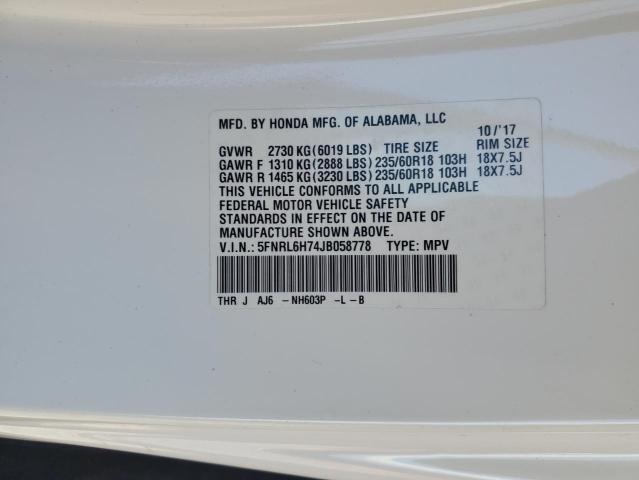 MFD. BY HONDA MFG. OF ALABAMA, LLC
10/'17
GVWR 2730 KG(6019 LBS) TIRE SIZE RIM SIZE
GAWR F 1310 KG(2888 LBS) 235/60R18 103H 18X7.5J
GAWR R 1465 KG(3230 LBS) 235/60R18 103H 18X7.5J
THIS VEHICLE CONFORMS TO ALL APPLICABLE
FEDERAL MOTOR VEHICLE SAFETY
STANDARDS IN EFFECT ON THE DATE OF
MANUFACTURE SHOWN ABOVE.
V.I.N.: 5FNRL6H74JB058778 TYPE: MPV
THR J AJ6 -NH603P -L-B